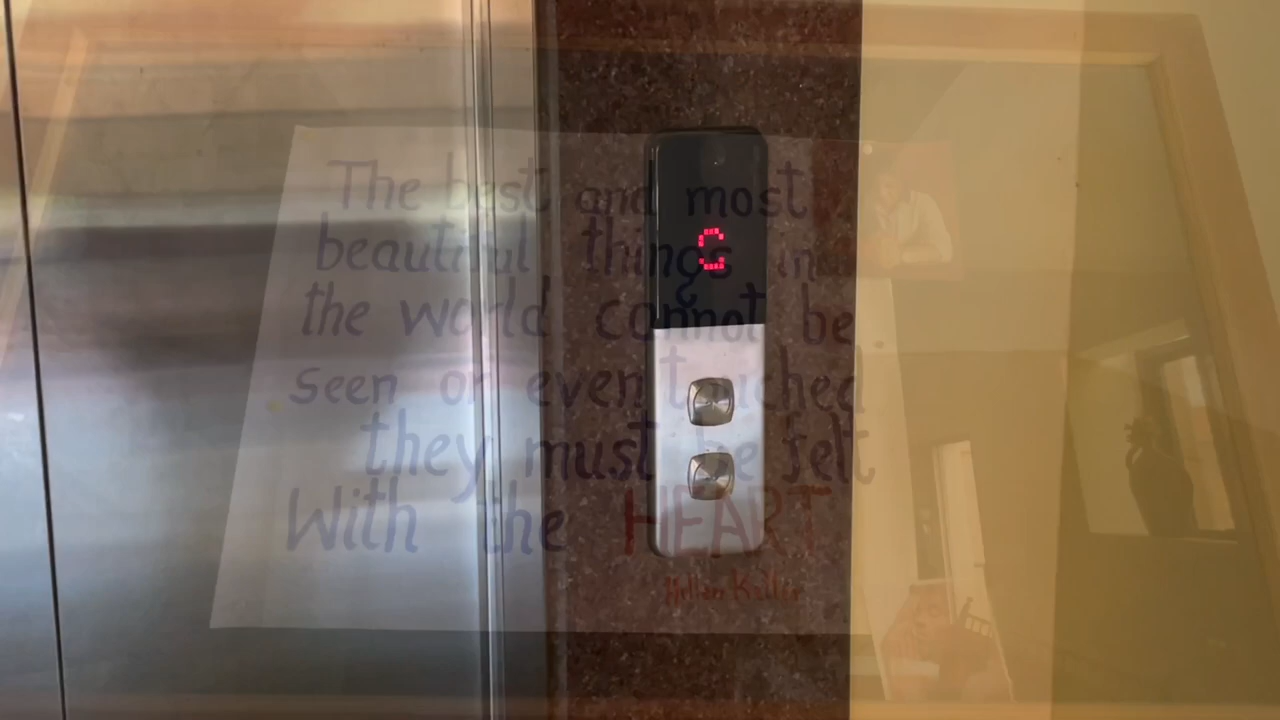 The best and most
beautiful things in
the world cannot be
seen or even touched
they must be felt
With the HEART
Hellen Keller
C